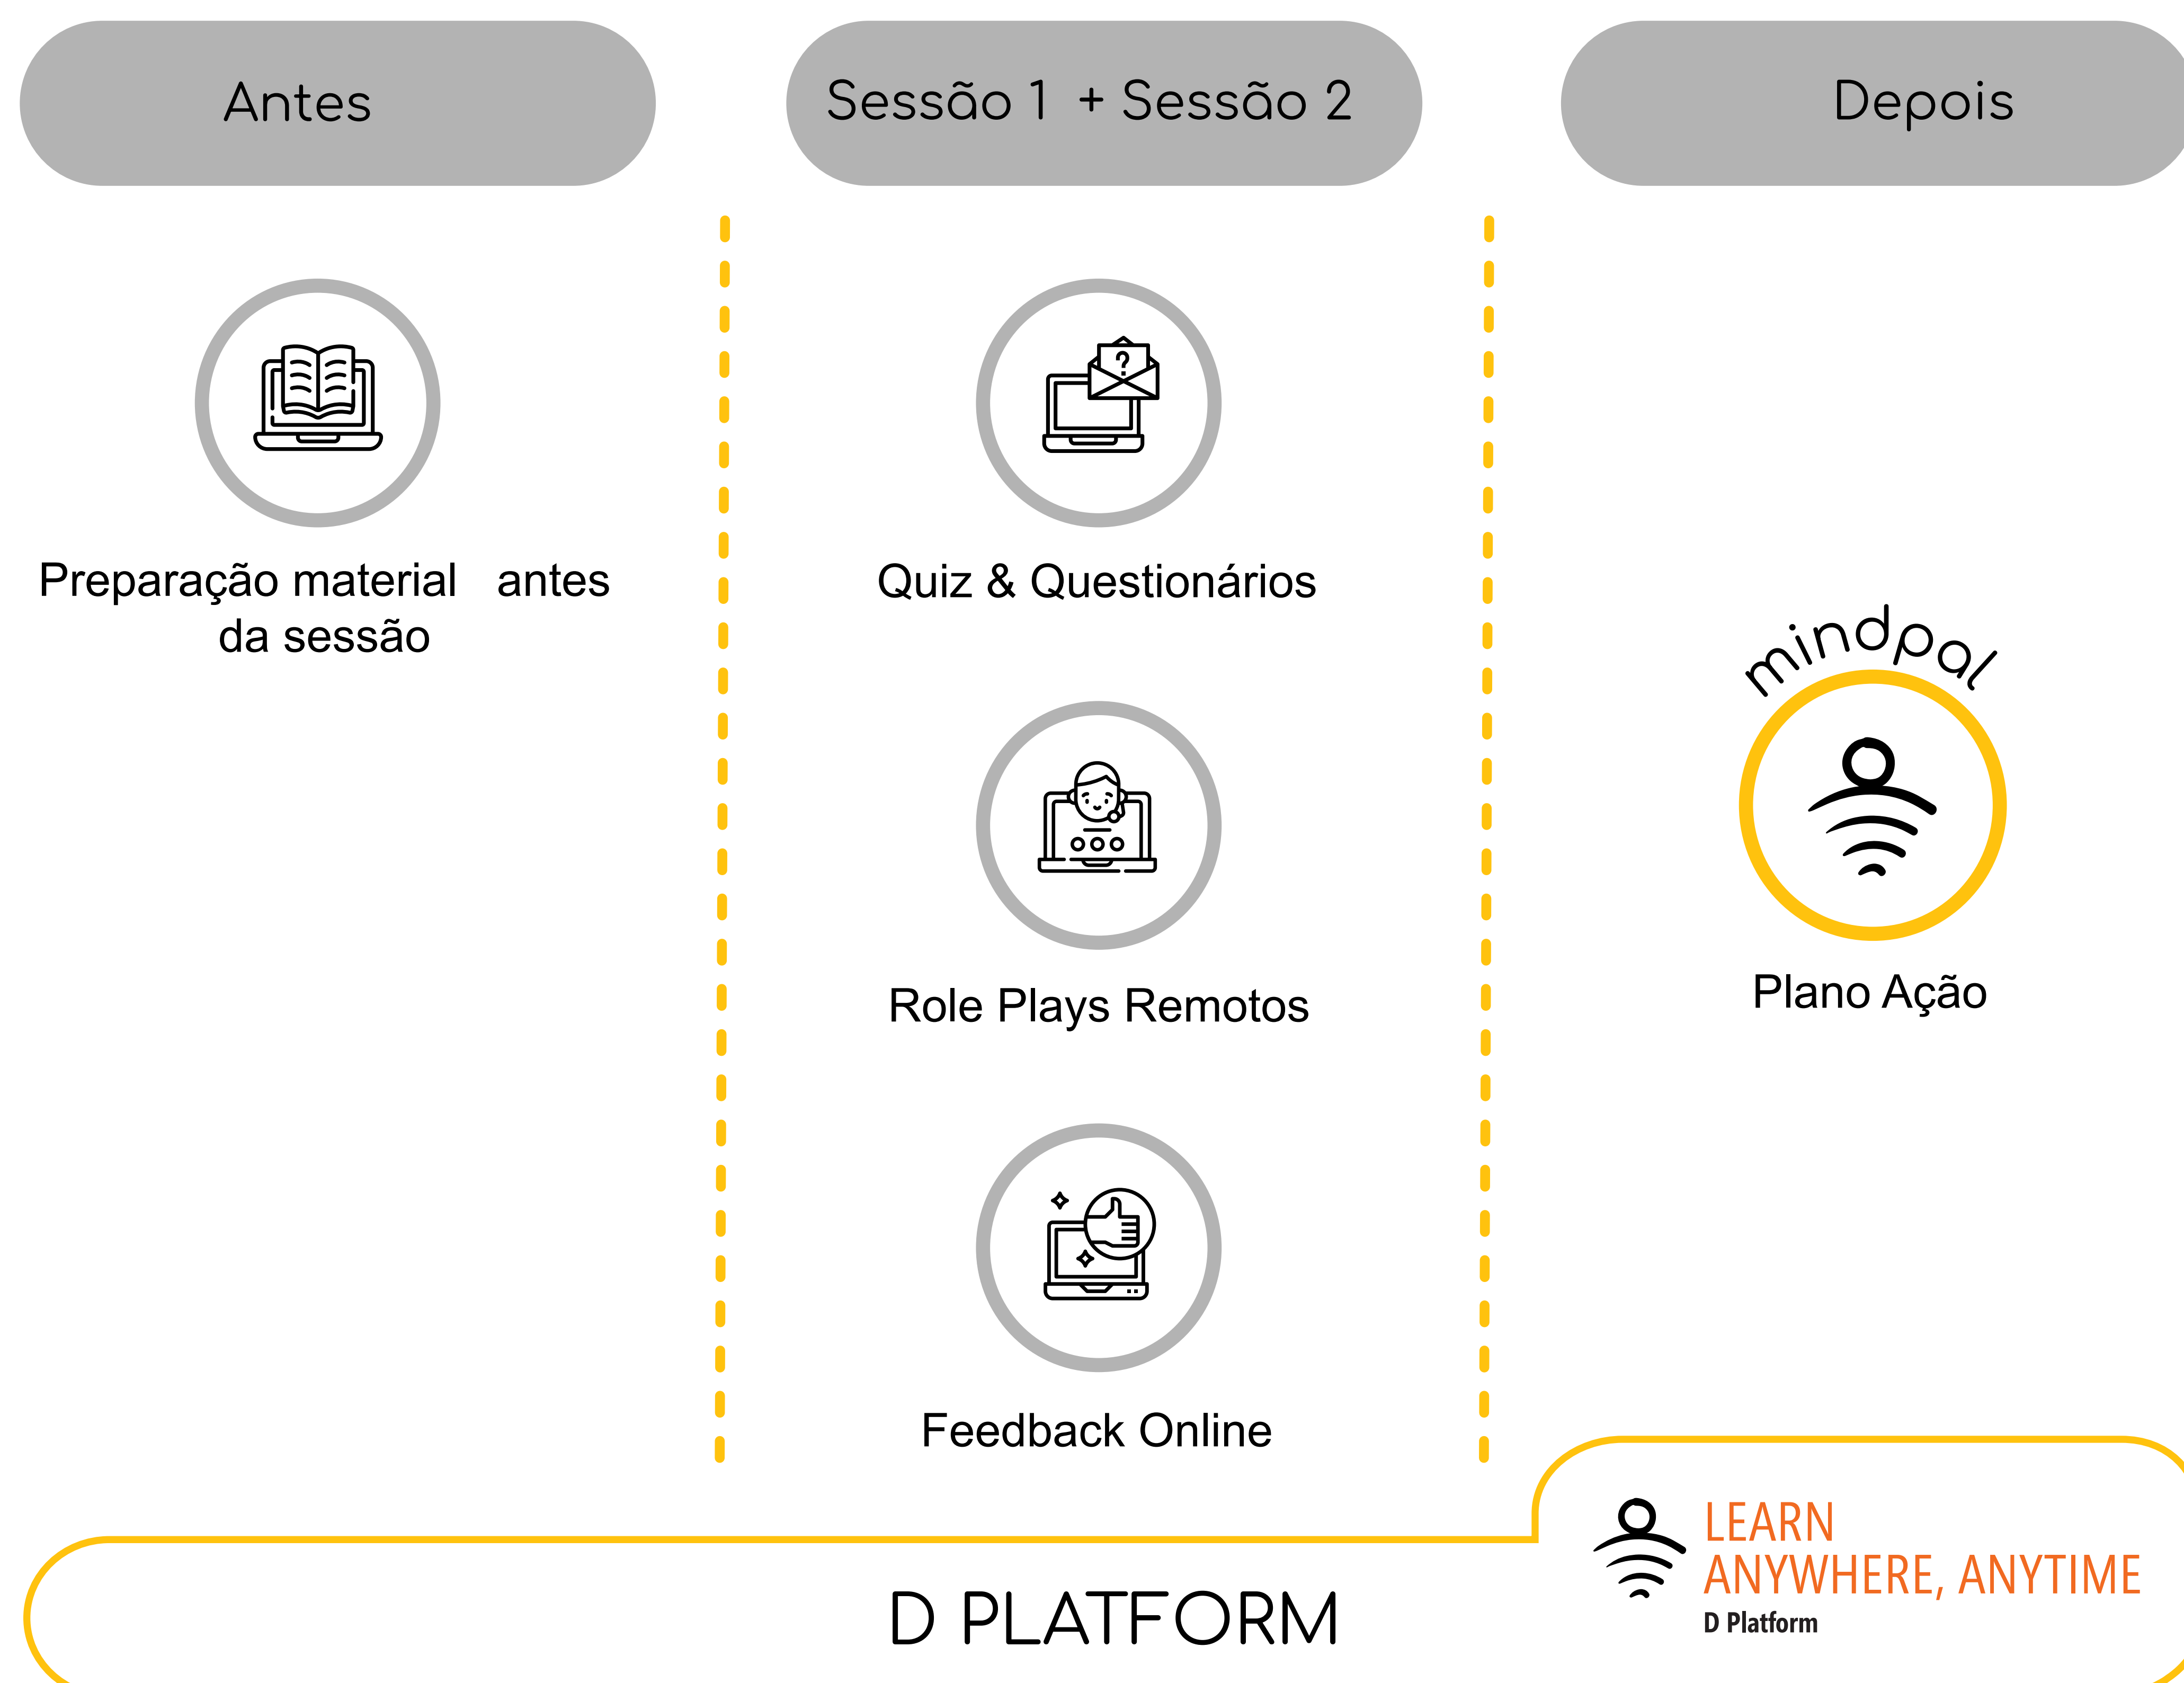 Antes
Sessão 1 + Sessão 2
Depois
Preparação material antes
da sessão
Quiz & Questionários
Role Plays Remotos
Feedback Online
mindpal
Plano Ação
D PLATFORM
LEARN
ANYWHERE, ANYTIME
D Platform